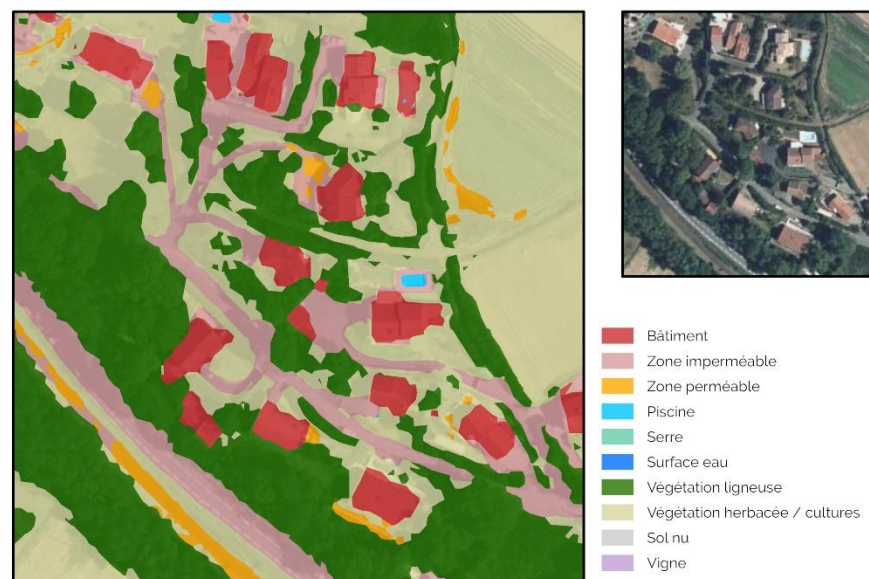 Bâtiment
Zone imperméable
Zone perméable
Piscine
Serre
Surface eau
Végétation ligneuse
Végétation herbacée / cultures
Sol nu
Vigne